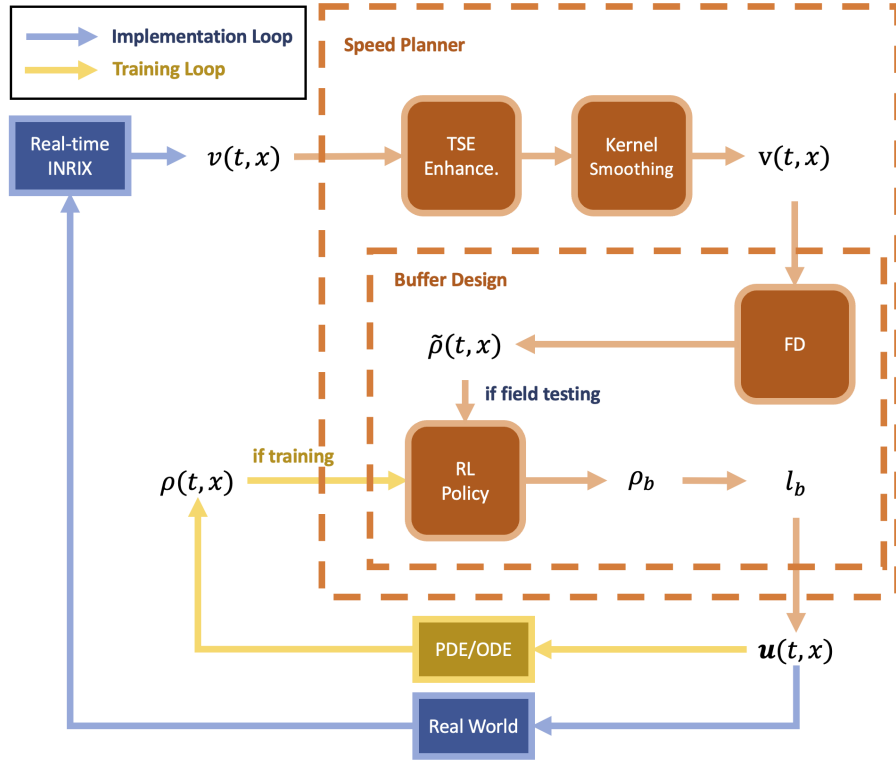 Implementation Loop
Training Loop
Speed Planner
Real-time
INRIX
v(t, x)
TSE
Enhance.
Kernel
Smoothing
v(t, x)
Buffer Design
FD
ρ̃(t, x)
if field testing
if training
ρ(t, x)
RL
Policy
ρ_b
l_b
PDE/ODE
u(t, x)
Real World